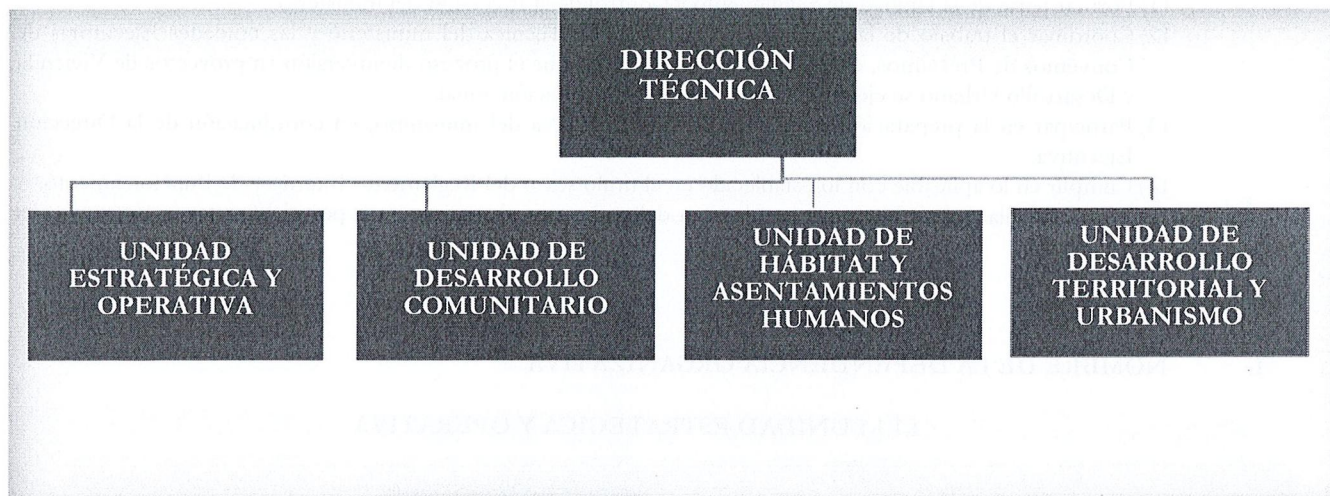 DIRECCIÓN
TÉCNICA
UNIDAD
ESTRATÉGICA Y
OPERATIVA
UNIDAD DE
DESARROLLO
COMUNITARIO
UNIDAD DE
HÁBITAT Y
ASENTAMIENTOS
HUMANOS
UNIDAD DE
DESARROLLO
TERRITORIAL Y
URBANISMO